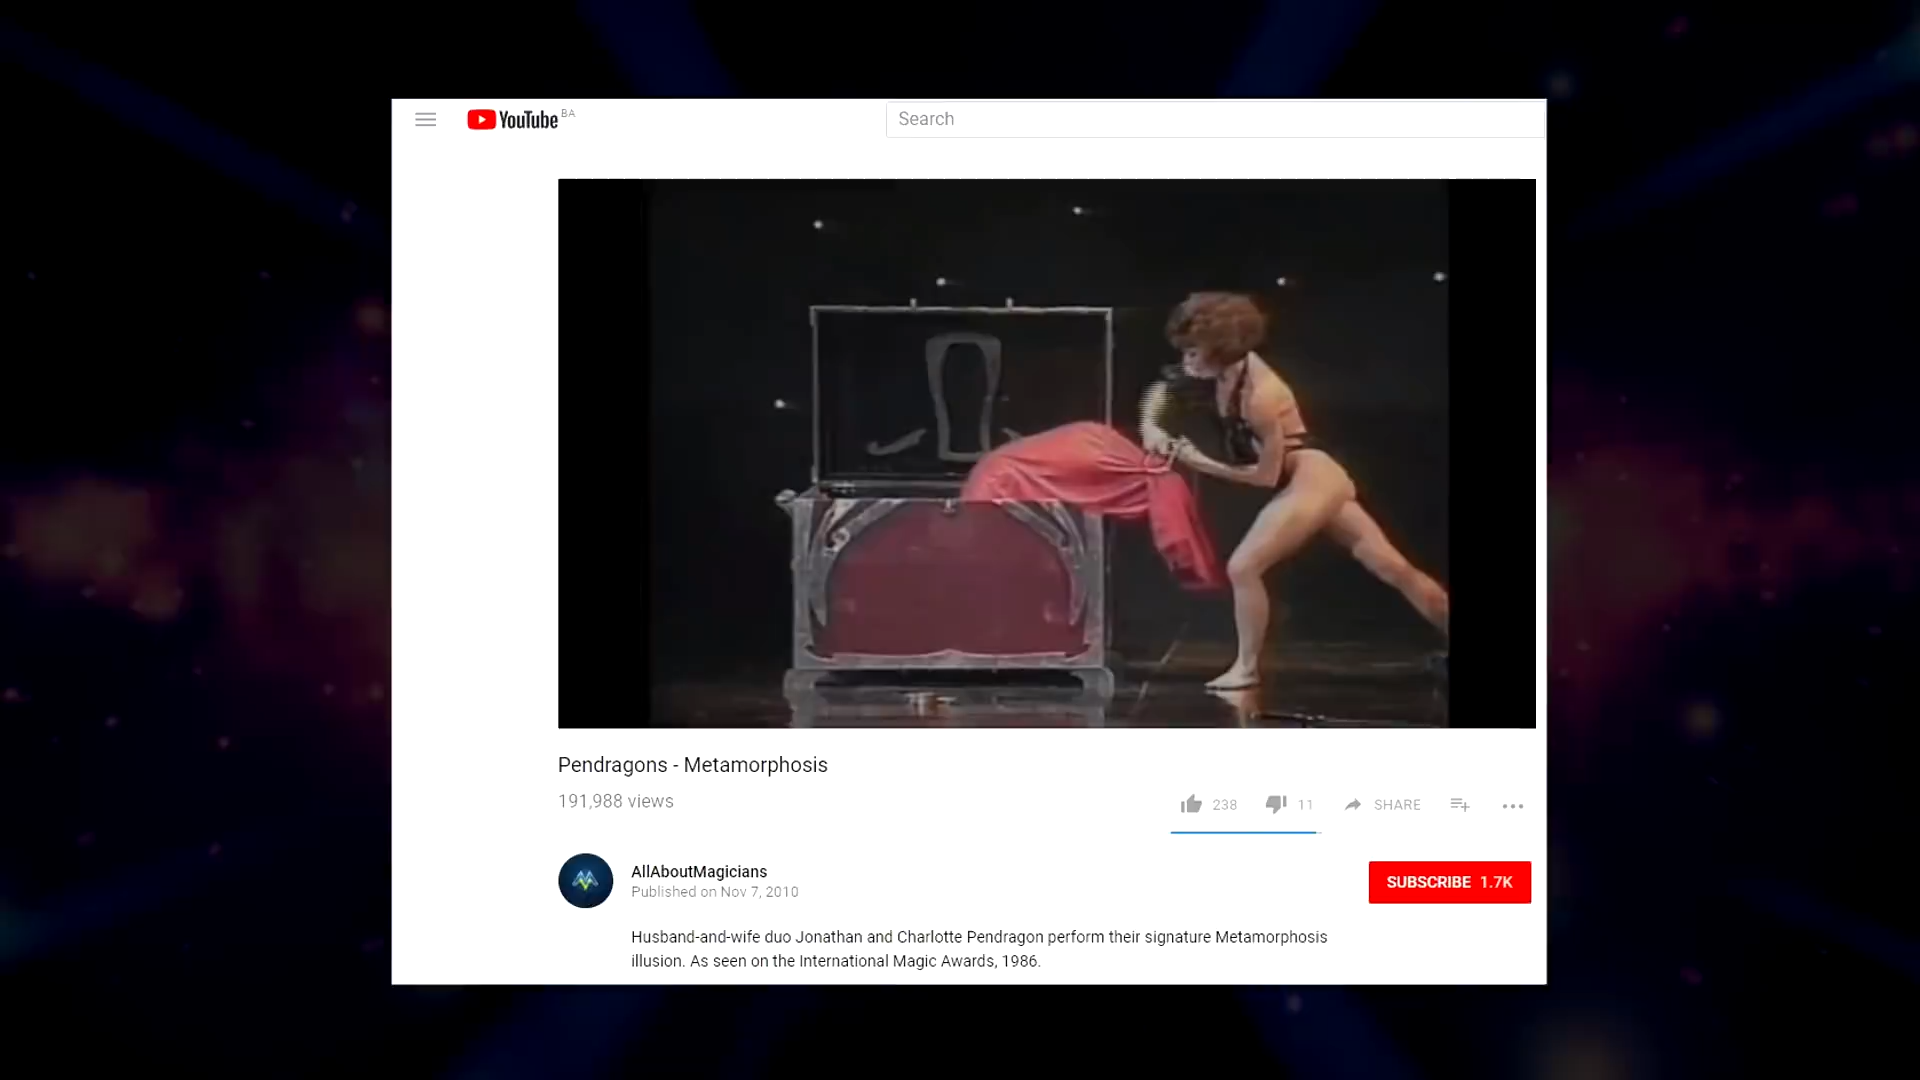 YouTube BA
Search
Pendragons - Metamorphosis
191,988 views
238
11
SHARE
AllAboutMagicians
Published on Nov 7, 2010
SUBSCRIBE 1.7K
Husband-and-wife duo Jonathan and Charlotte Pendragon perform their signature Metamorphosis
illusion. As seen on the International Magic Awards, 1986.